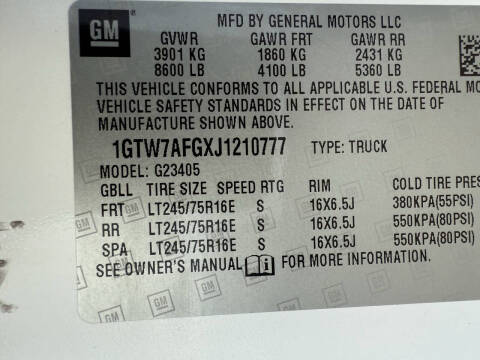 GM
MFD BY GENERAL MOTORS LLC
GVWR GAWR FRT GAWR RR
3901 KG 1860 KG 2431 KG
8600 LB 4100 LB 5360 LB
THIS VEHICLE CONFORMS TO ALL APPLICABLE U.S. FEDERAL MO
VEHICLE SAFETY STANDARDS IN EFFECT ON THE DATE OF
MANUFACTURE SHOWN ABOVE.
1GTW7AFGXJ1210777 TYPE: TRUCK
MODEL: G23405
GBLL TIRE SIZE SPEED RTG RIM COLD TIRE PRES
FRT LT245/75R16E S 16X6.5J 380KPA(55PSI)
RR LT245/75R16E S 16X6.5J 550KPA(80PSI)
SPA LT245/75R16E S 16X6.5J 550KPA(80PSI)
SEE OWNER'S MANUAL FOR MORE INFORMATION.